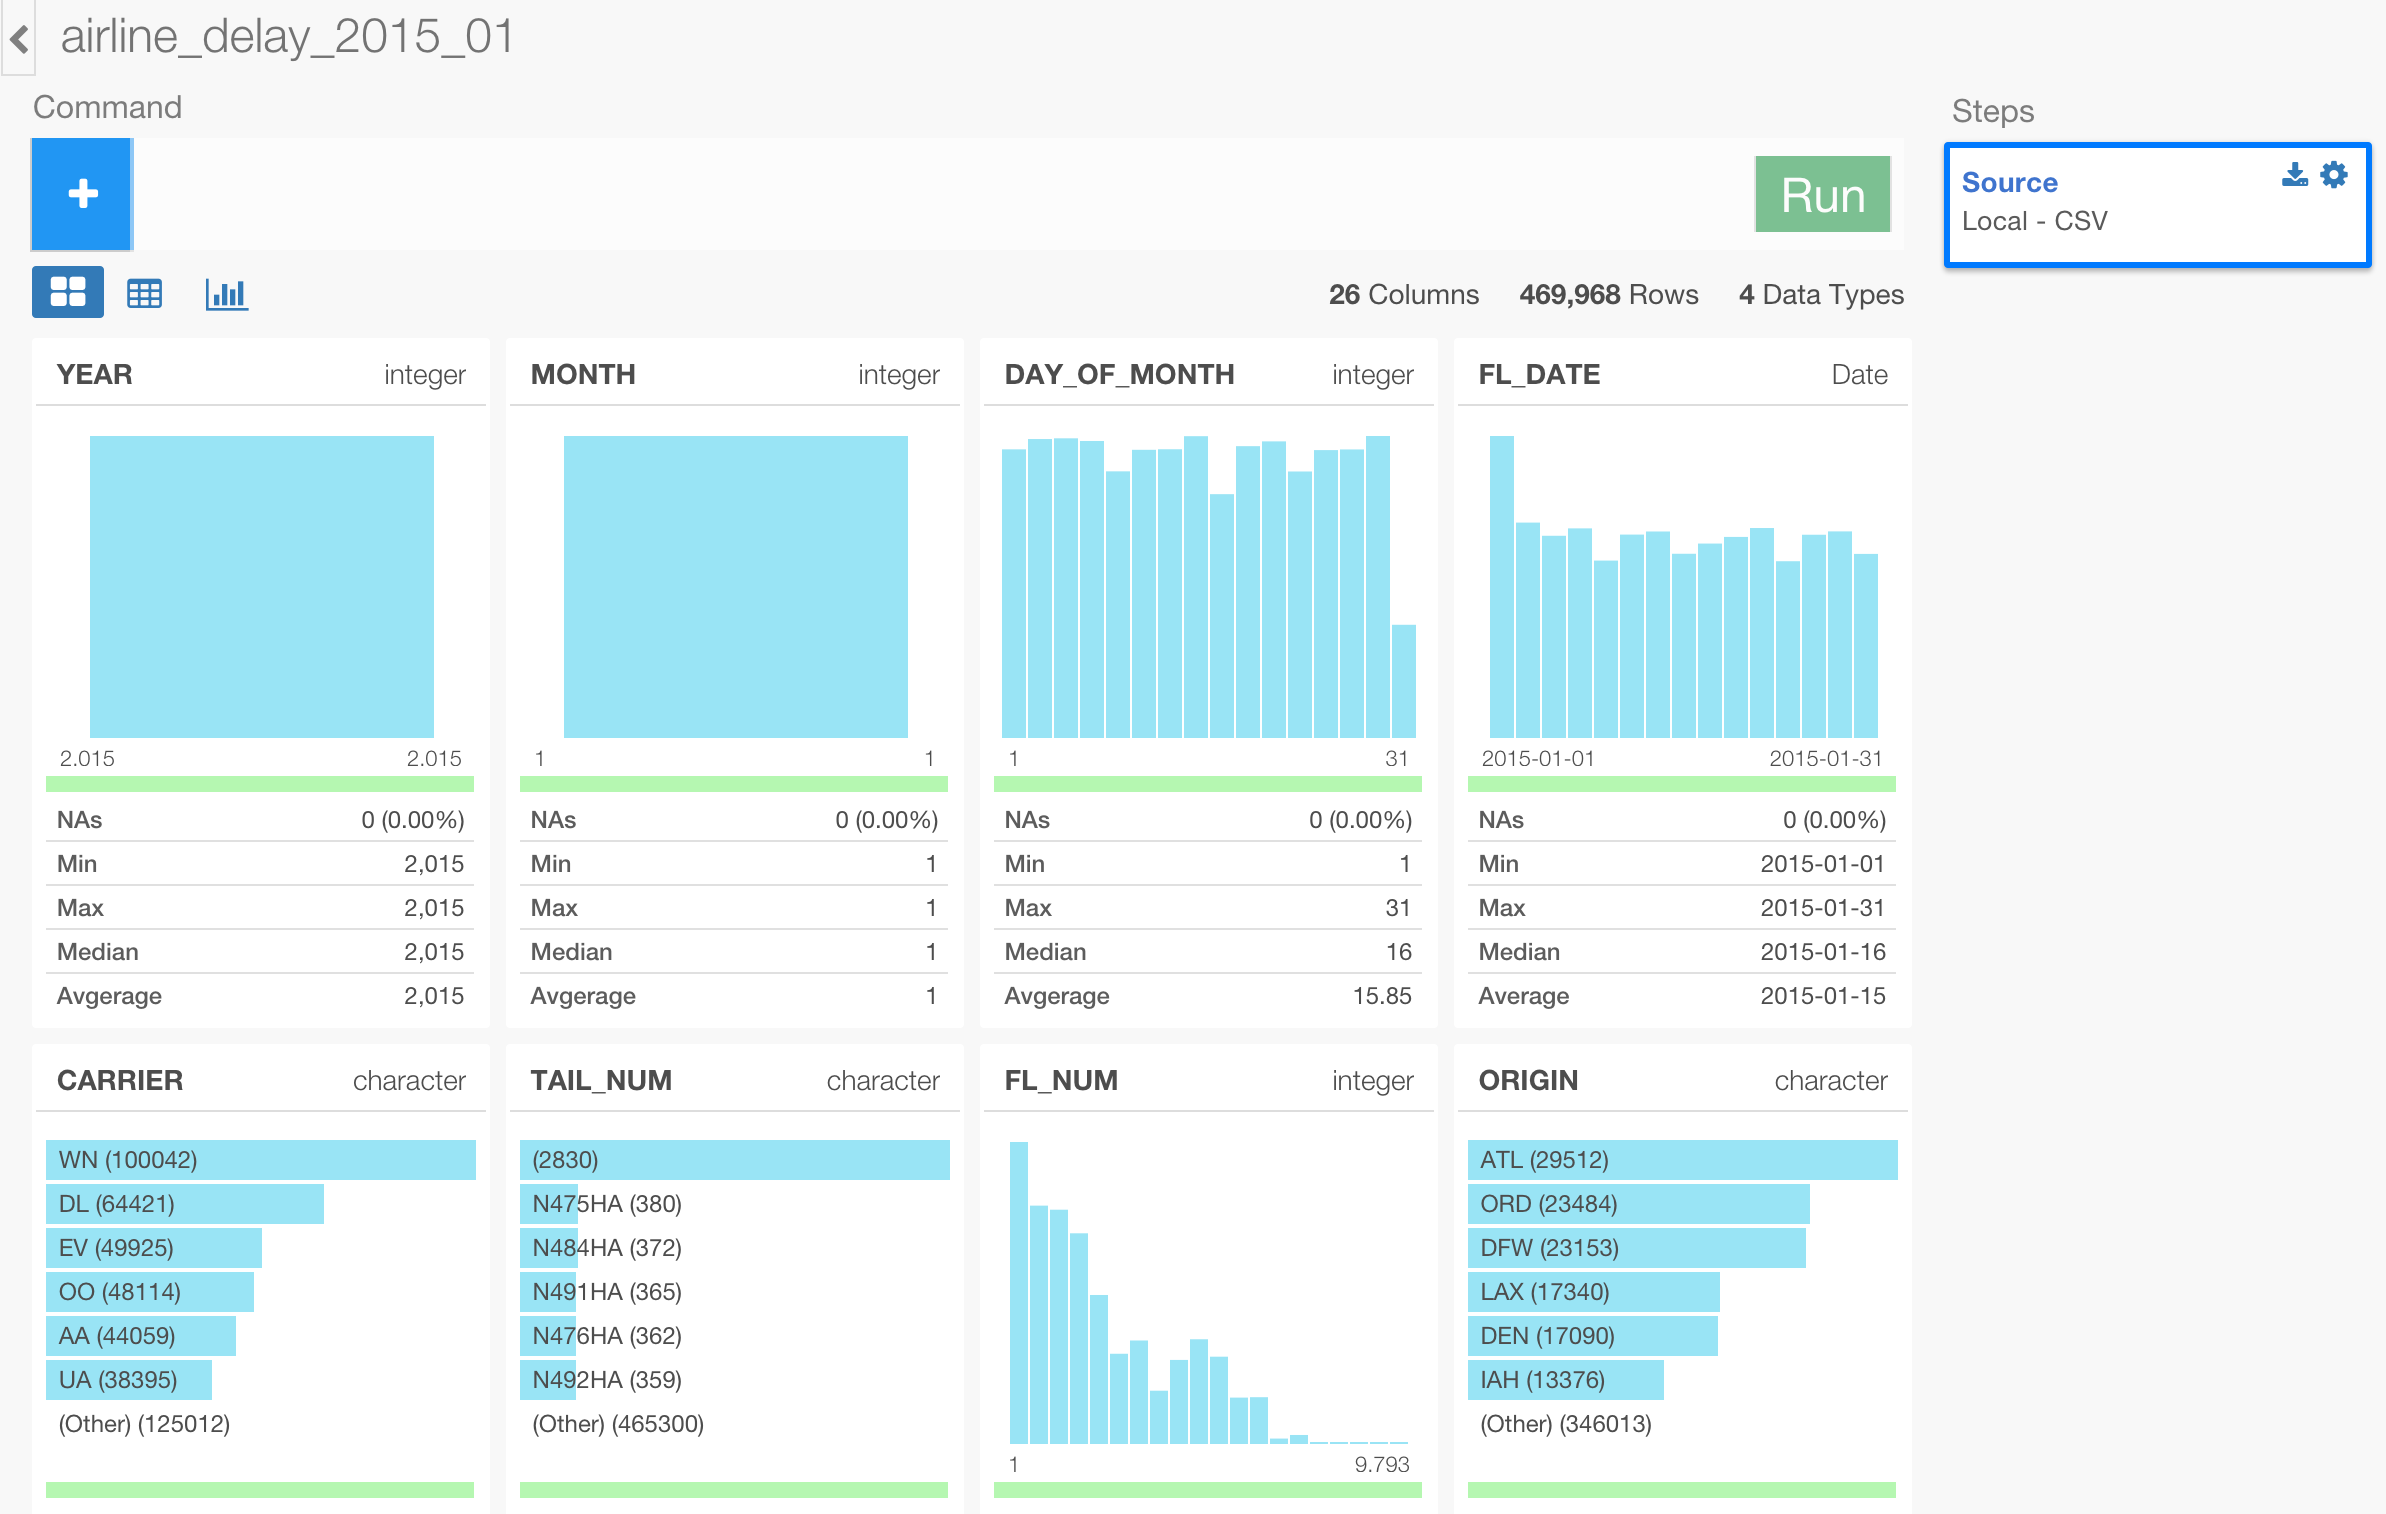 airline_delay_2015_01
Command
Steps
Run
Source
Local - CSV
26 Columns 469,968 Rows 4 Data Types
YEAR integer
2.015 2.015
NAs 0 (0.00%)
Min 2,015
Max 2,015
Median 2,015
Avgerage 2,015
MONTH integer
1 1
NAs 0 (0.00%)
Min 1
Max 1
Median 1
Avgerage 1
DAY_OF_MONTH integer
1 31
NAs 0 (0.00%)
Min 1
Max 31
Median 16
Avgerage 15.85
FL_DATE Date
2015-01-01 2015-01-31
NAs 0 (0.00%)
Min 2015-01-01
Max 2015-01-31
Median 2015-01-16
Average 2015-01-15
CARRIER character
WN (100042)
DL (64421)
EV (49925)
OO (48114)
AA (44059)
UA (38395)
(Other) (125012)
TAIL_NUM character
(2830)
N475HA (380)
N484HA (372)
N491HA (365)
N476HA (362)
N492HA (359)
(Other) (465300)
FL_NUM integer
1 9.793
ORIGIN character
ATL (29512)
ORD (23484)
DFW (23153)
LAX (17340)
DEN (17090)
IAH (13376)
(Other) (346013)